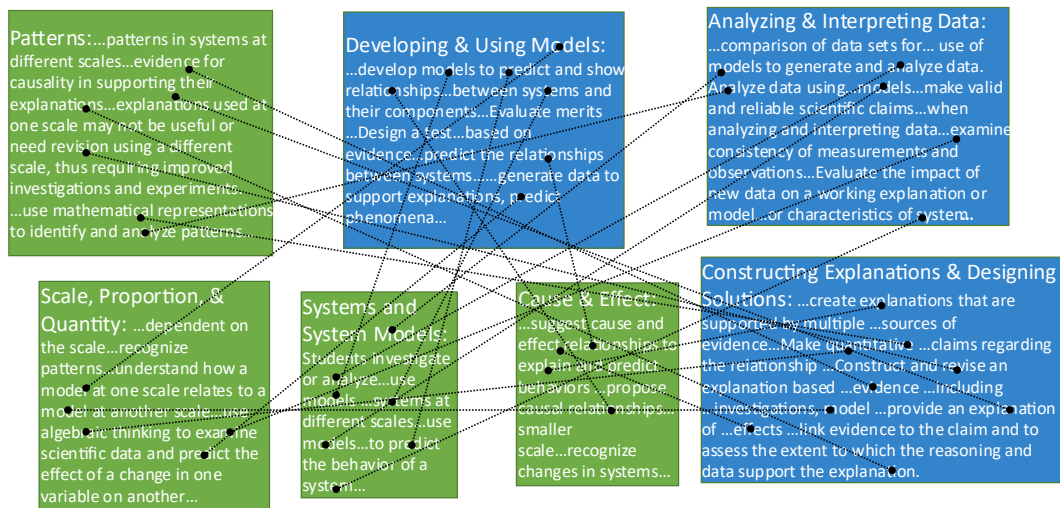 Patterns:...patterns in systems at
different scales...evidence for
causality in supporting their
explanations...explanations used at
one scale may not be useful or
need revision using a different
scale, thus requiring improved
investigations and experiments.
...use mathematical representations
to identify and analyze patterns...
Developing & Using Models:
...develop models to predict and show
relationships...between systems and
their components...Evaluate merits
...Design a test...based on
evidence...predict the relationships
between systems......generate data to
support explanations, predict
phenomena...
Analyzing & Interpreting Data:
...comparison of data sets for... use of
models to generate and analyze data.
Analyze data using...models...make valid
and reliable scientific claims...when
analyzing and interpreting data...examine
consistency of measurements and
observations...Evaluate the impact of
new data on a working explanation or
model...or characteristics of system...
Scale, Proportion, &
Quantity: ...dependent on
the scale...recognize
patterns...understand how a
model at one scale relates to a
model at another scale...use
algebraic thinking to examine
scientific data and predict the
effect of a change in one
variable on another...
Systems and
System Models:
Students investigate
or analyze...use
models...systems at
different scales...use
models...to predict
the behavior of a
system...
Cause & Effect:
...suggest cause and
effect relationships to
explain and predict
behaviors ...propose
causal relationships...
smaller
scale...recognize
changes in systems...
Constructing Explanations & Designing
Solutions: ...create explanations that are
supported by multiple ...sources of
evidence...Make Quantitative ...claims regarding
the relationship ...Construct and revise an
explanation based ...evidence ...including
...investigations, model ...provide an explanation
of ...effects ...link evidence to the claim and to
assess the extent to which the reasoning and
data support the explanation.